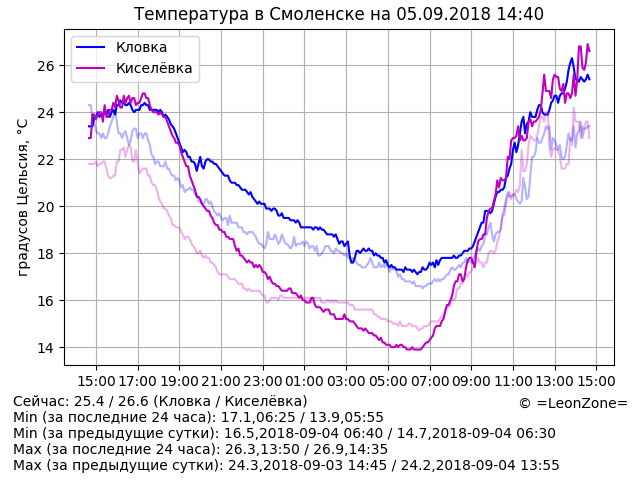 Температура в Смоленске на 05.09.2018 14:40
Кловка
Киселёвка
градусов Цельсия, °C
26
24
22
20
18
16
14
15:00 17:00 19:00 21:00 23:00 01:00 03:00 05:00 07:00 09:00 11:00 13:00 15:00
Сейчас: 25.4 / 26.6 (Кловка / Киселёвка)
© =LeonZone=
Min (за последние 24 часа): 17.1,06:25 / 13.9,05:55
Min (за предыдущие сутки): 16.5,2018-09-04 06:40 / 14.7,2018-09-04 06:30
Max (за последние 24 часа): 26.3,13:50 / 26.9,14:35
Max (за предыдущие сутки): 24.3,2018-09-03 14:45 / 24.2,2018-09-04 13:55